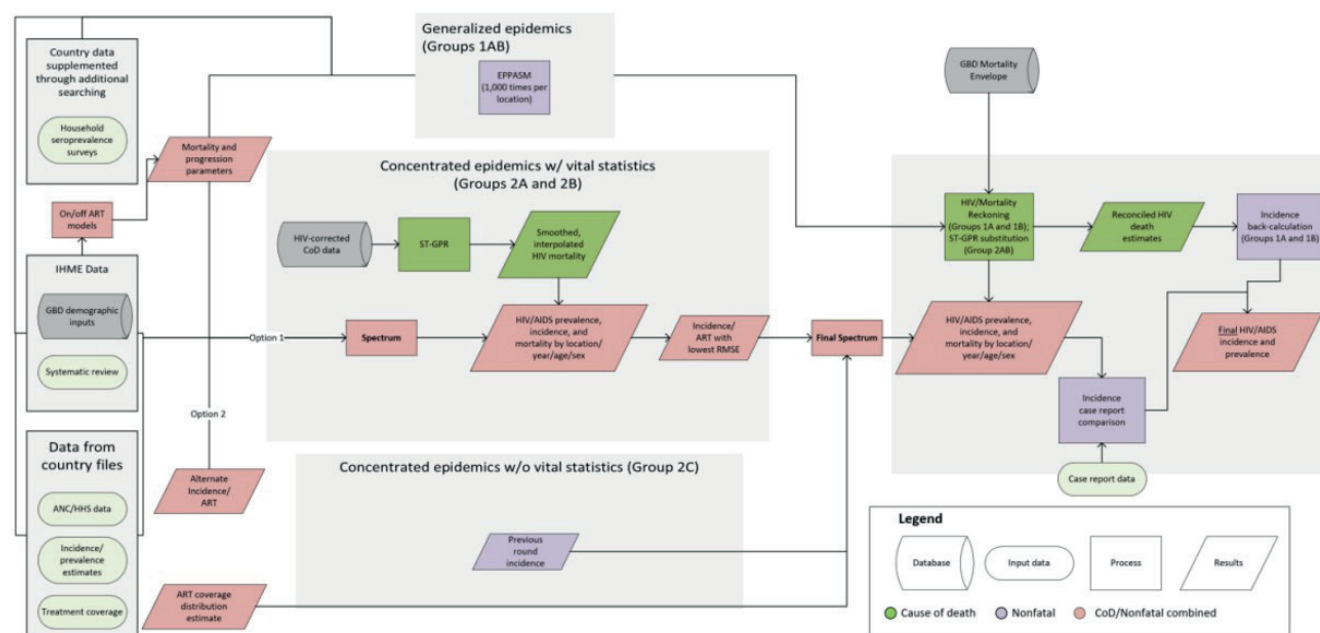 Country data
supplemented
through additional
searching
Household
seroprevalence
surveys
On/off ART
models
Mortality and
progression
parameters
IHME Data
GBD demographic
inputs
Systematic review
Data from
country files
ANC/HHS data
Incidence/
prevalence
estimates
Treatment coverage
Option 1
Option 2
Alternate
Incidence/
ART
ART coverage
distribution
estimate
Generalized epidemics
(Groups 1AB)
EPPASM
(1,000 times per
location)
Concentrated epidemics w/ vital statistics
(Groups 2A and 2B)
HIV-corrected
CoD data
ST-GPR
Smoothed,
interpolated
HIV mortality
Spectrum
HIV/AIDS prevalence,
incidence, and
mortality by location/
year/age/sex
Incidence/
ART with
lowest RMSE
Concentrated epidemics w/o vital statistics (Group 2C)
Previous
round
incidence
Final Spectrum
GBD Mortality
Envelope
HIV/Mortality
Reckoning
(Groups 1A and 1B);
ST-GPR substitution
(Group 2AB)
Reconciled HIV
death
estimates
Incidence
back-calculation
(Groups 1A and 1B)
HIV/AIDS prevalence,
incidence, and
mortality by location/
year/age/sex
Final HIV/AIDS
incidence and
prevalence
Incidence
case report
comparison
Case report data
Legend
Database
Input data
Process
Results
Cause of death
Nonfatal
CoD/Nonfatal combined